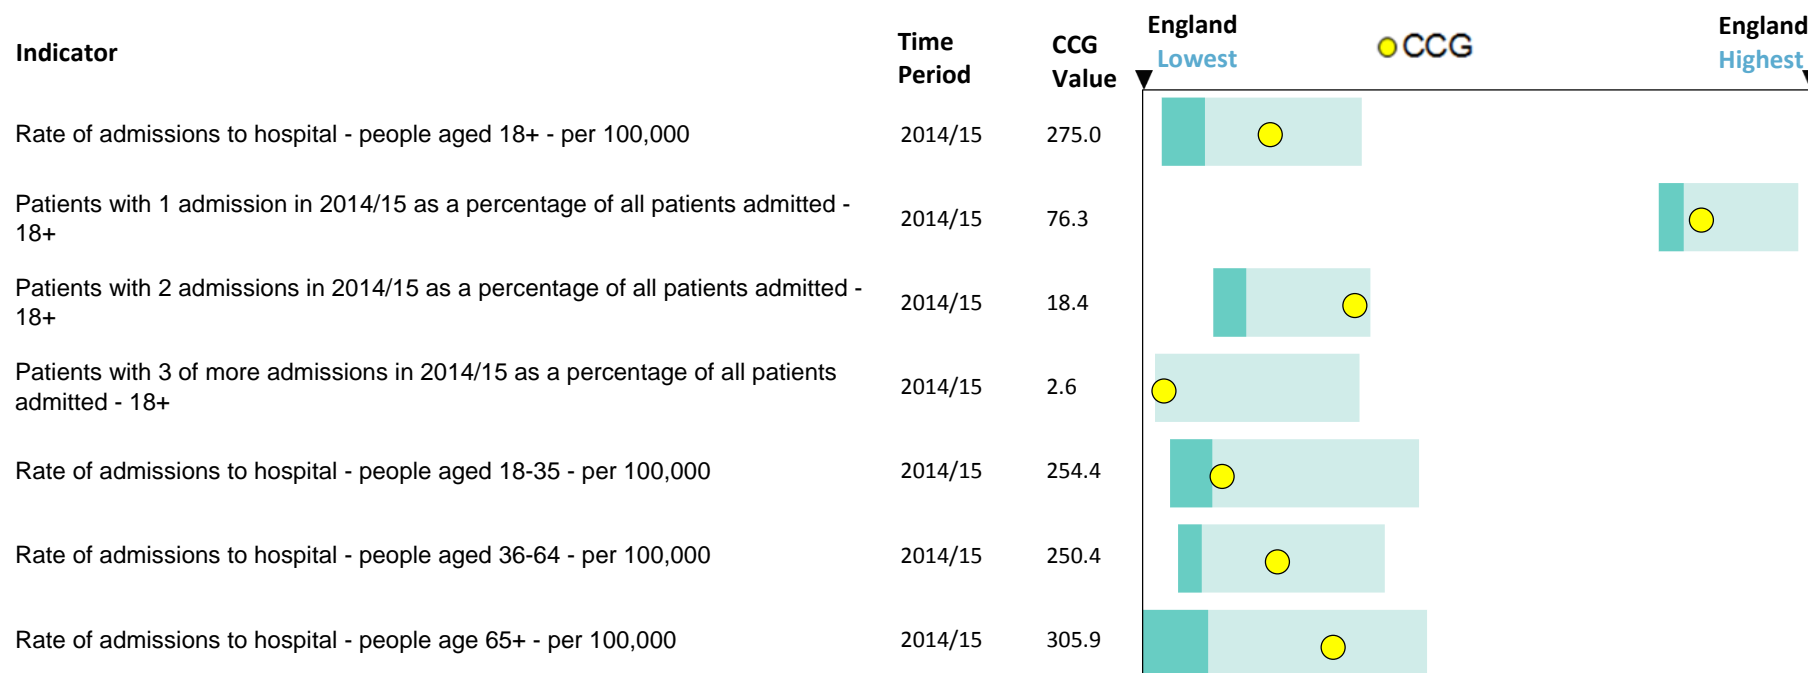 Indicator
Time Period
CCG Value
England Lowest
CCG
England Highest
Rate of admissions to hospital - people aged 18+ - per 100,000 2014/15 275.0
Patients with 1 admission in 2014/15 as a percentage of all patients admitted -
18+
2014/15 76.3
Patients with 2 admissions in 2014/15 as a percentage of all patients admitted -
18+
2014/15 18.4
Patients with 3 of more admissions in 2014/15 as a percentage of all patients
admitted - 18+
2014/15 2.6
Rate of admissions to hospital - people aged 18-35 - per 100,000 2014/15 254.4
Rate of admissions to hospital - people aged 36-64 - per 100,000 2014/15 250.4
Rate of admissions to hospital - people age 65+ - per 100,000 2014/15 305.9